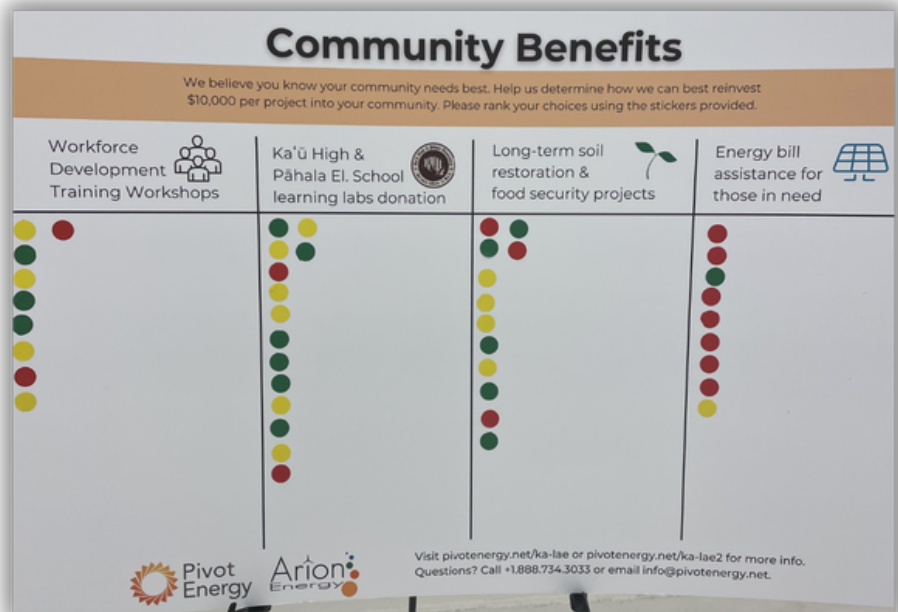 Community Benefits
We believe you know your community needs best. Help us determine how we can best reinvest
$10,000 per project into your community. Please rank your choices using the stickers provided.
Workforce
Development
Training Workshops
Kaʻū High &
Pāhala El. School
learning labs donation
Long-term soil
restoration &
food security projects
Energy bill
assistance for
those in need
Pivot
Energy
Arion
Energy
Visit pivotenergy.net/ka-lae or pivotenergy.net/ka-lae2 for more info.
Questions? Call +1.888.734.3033 or email info@pivotenergy.net.